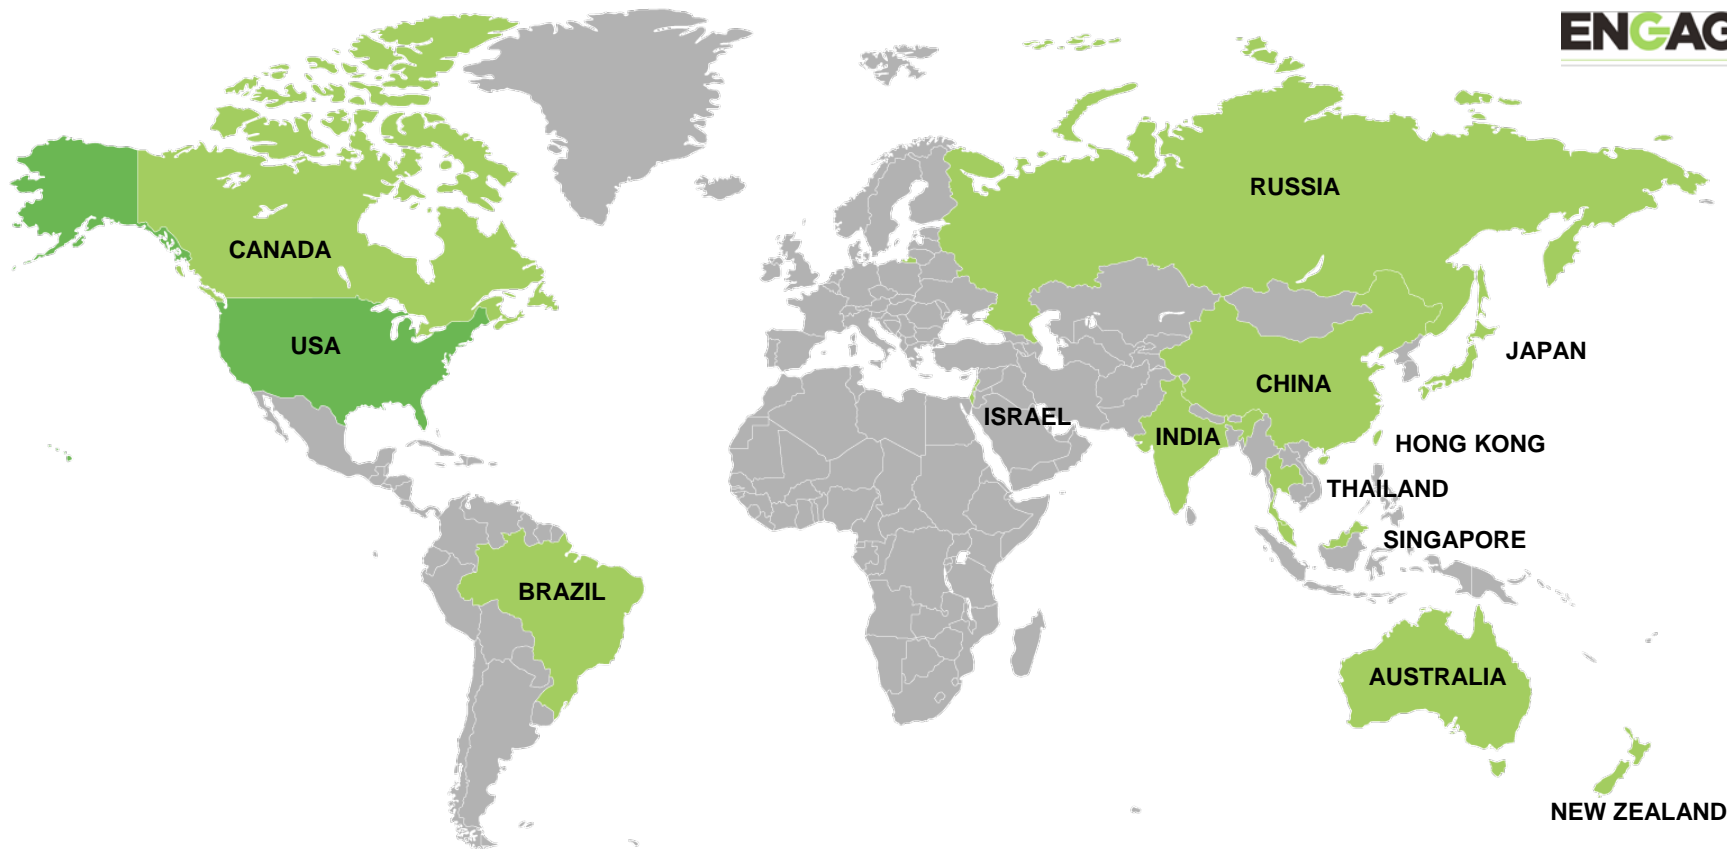 ENGAG
RUSSIA
CANADA
USA
JAPAN
CHINA
ISRAEL
INDIA
HONG KONG
THAILAND
SINGAPORE
BRAZIL
AUSTRALIA
NEW ZEALAND